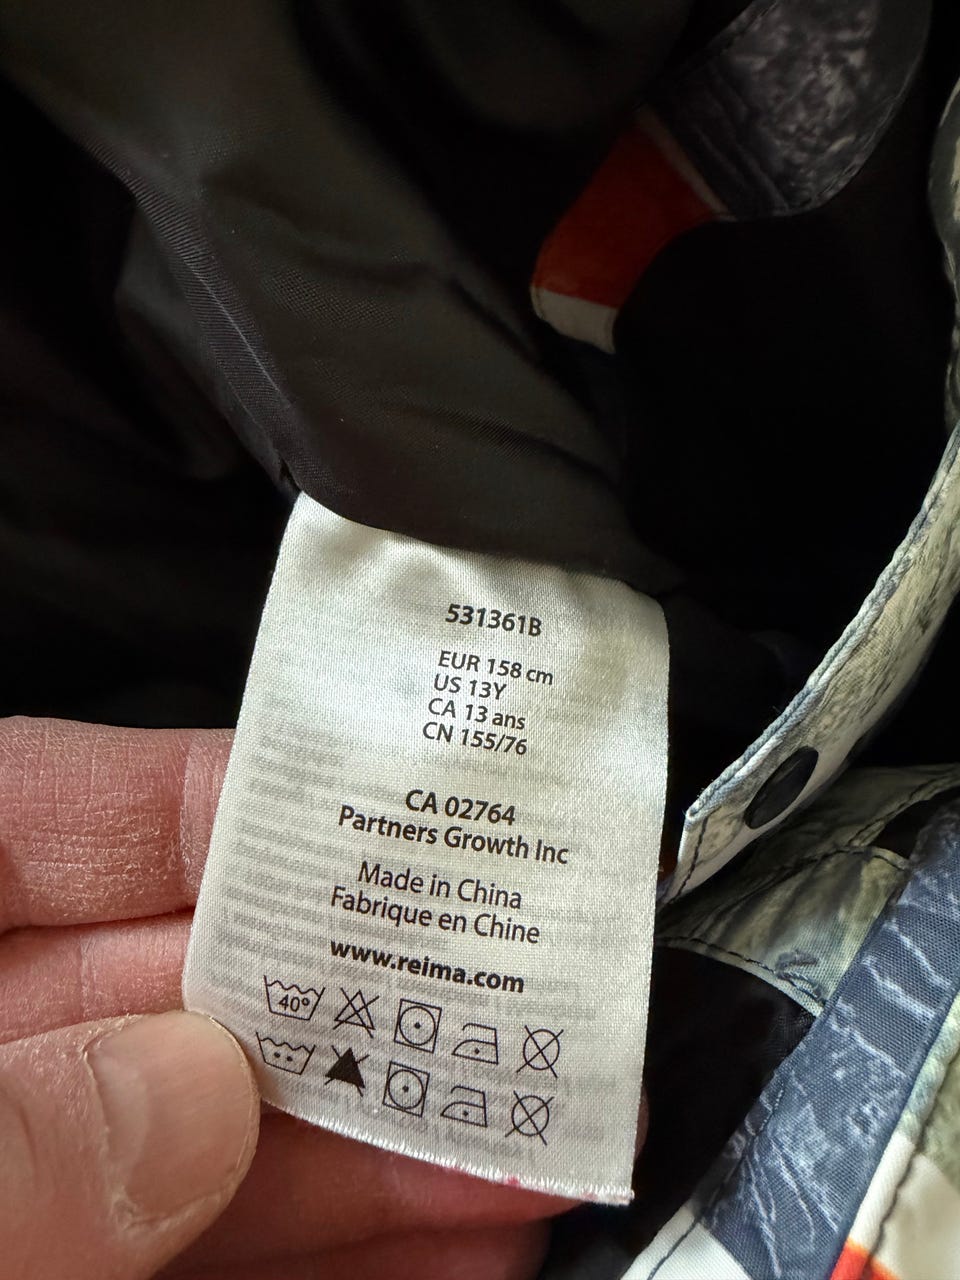 531361B
EUR 158 cm
US 13Y
CA 13 ans
CN 155/76
CA 02764
Partners Growth Inc
Made in China
Fabrique en Chine
www.reima.com
40°